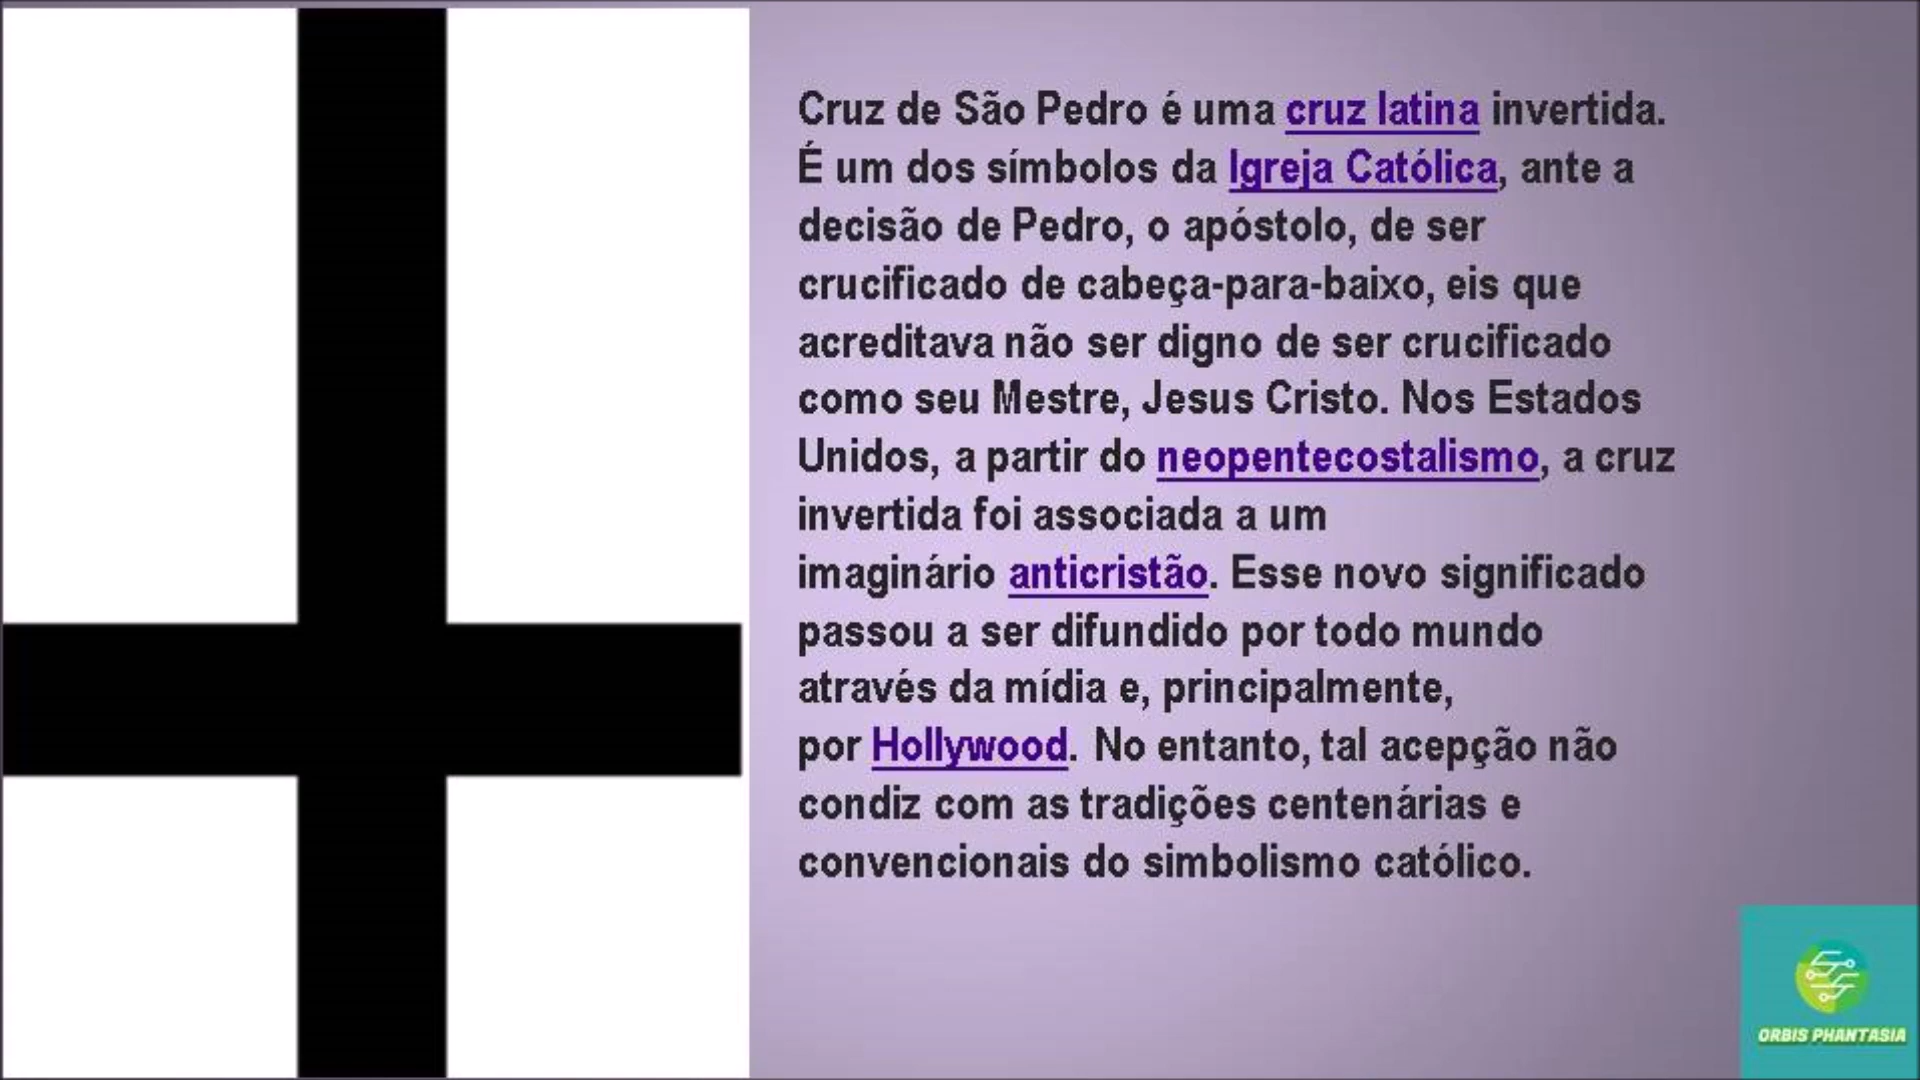 Cruz de São Pedro é uma cruz latina invertida.
É um dos símbolos da Igreja Católica, ante a
decisão de Pedro, o apóstolo, de ser
crucificado de cabeça-para-baixo, eis que
acreditava não ser digno de ser crucificado
como seu Mestre, Jesus Cristo. Nos Estados
Unidos, a partir do neopentecostalismo, a cruz
invertida foi associada a um
imaginário anticristão. Esse novo significado
passou a ser difundido por todo mundo
através da mídia e, principalmente,
por Hollywood. No entanto, tal acepção não
condiz com as tradições centenárias e
convencionais do simbolismo católico.
ORBIS PHANTASIA